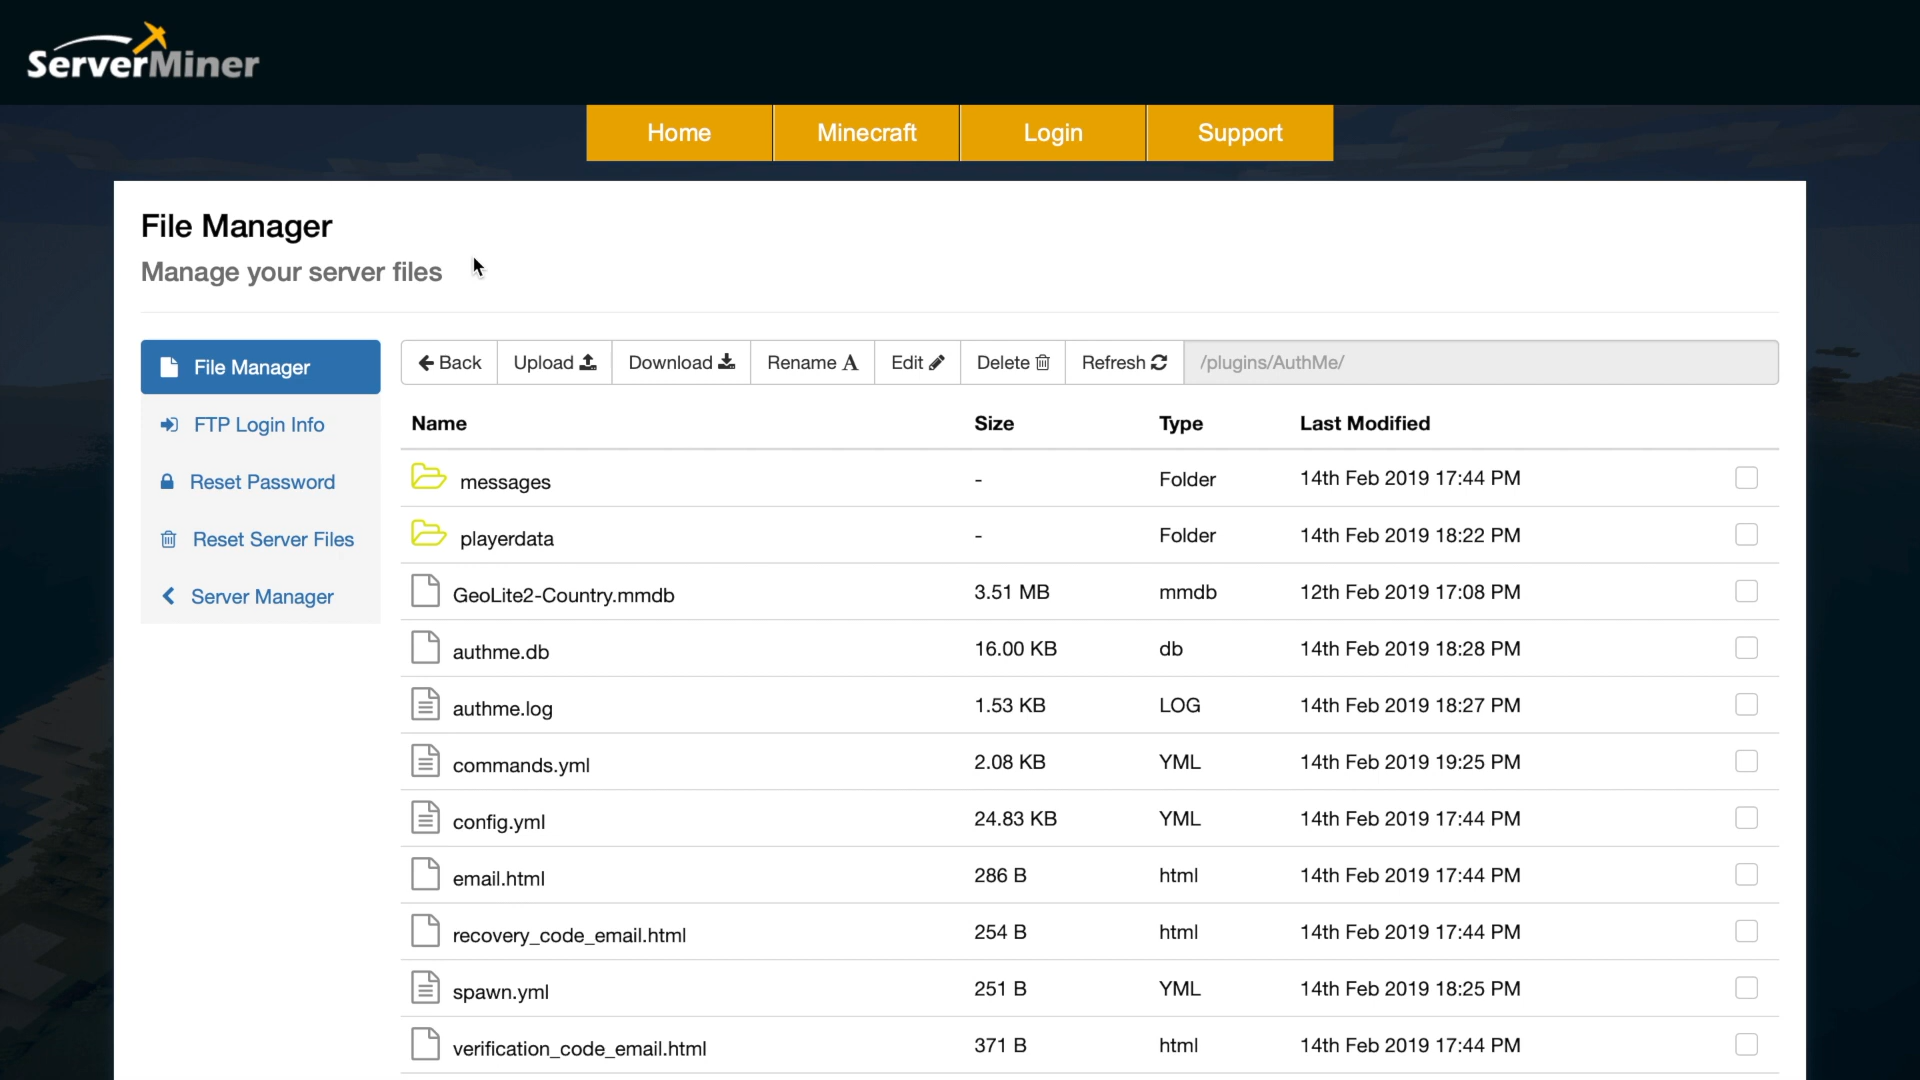 ServerMiner
Home Minecraft Login Support
File Manager
Manage your server files
File Manager
FTP Login Info
Reset Password
Reset Server Files
Server Manager
Back Upload Download Rename Edit Delete Refresh /plugins/AuthMe/
Name Size Type Last Modified
messages - Folder 14th Feb 2019 17:44 PM
playerdata - Folder 14th Feb 2019 18:22 PM
GeoLite2-Country.mmdb 3.51 MB mmdb 12th Feb 2019 17:08 PM
authme.db 16.00 KB db 14th Feb 2019 18:28 PM
authme.log 1.53 KB LOG 14th Feb 2019 18:27 PM
commands.yml 2.08 KB YML 14th Feb 2019 19:25 PM
config.yml 24.83 KB YML 14th Feb 2019 17:44 PM
email.html 286 B html 14th Feb 2019 17:44 PM
recovery_code_email.html 254 B html 14th Feb 2019 17:44 PM
spawn.yml 251 B YML 14th Feb 2019 18:25 PM
verification_code_email.html 371 B html 14th Feb 2019 17:44 PM